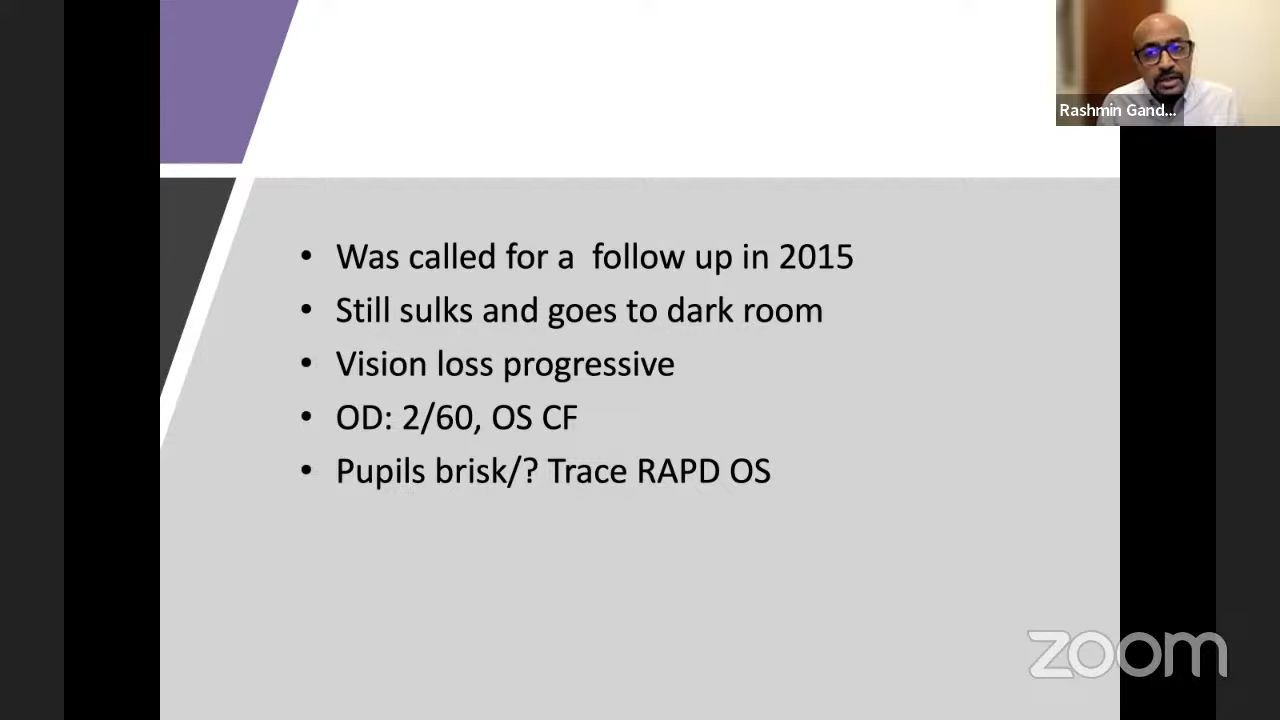 Rashmin Gand...
• Was called for a  follow up in 2015
• Still sulks and goes to dark room
• Vision loss progressive
• OD: 2/60, OS CF
• Pupils brisk/? Trace RAPD OS
zoom